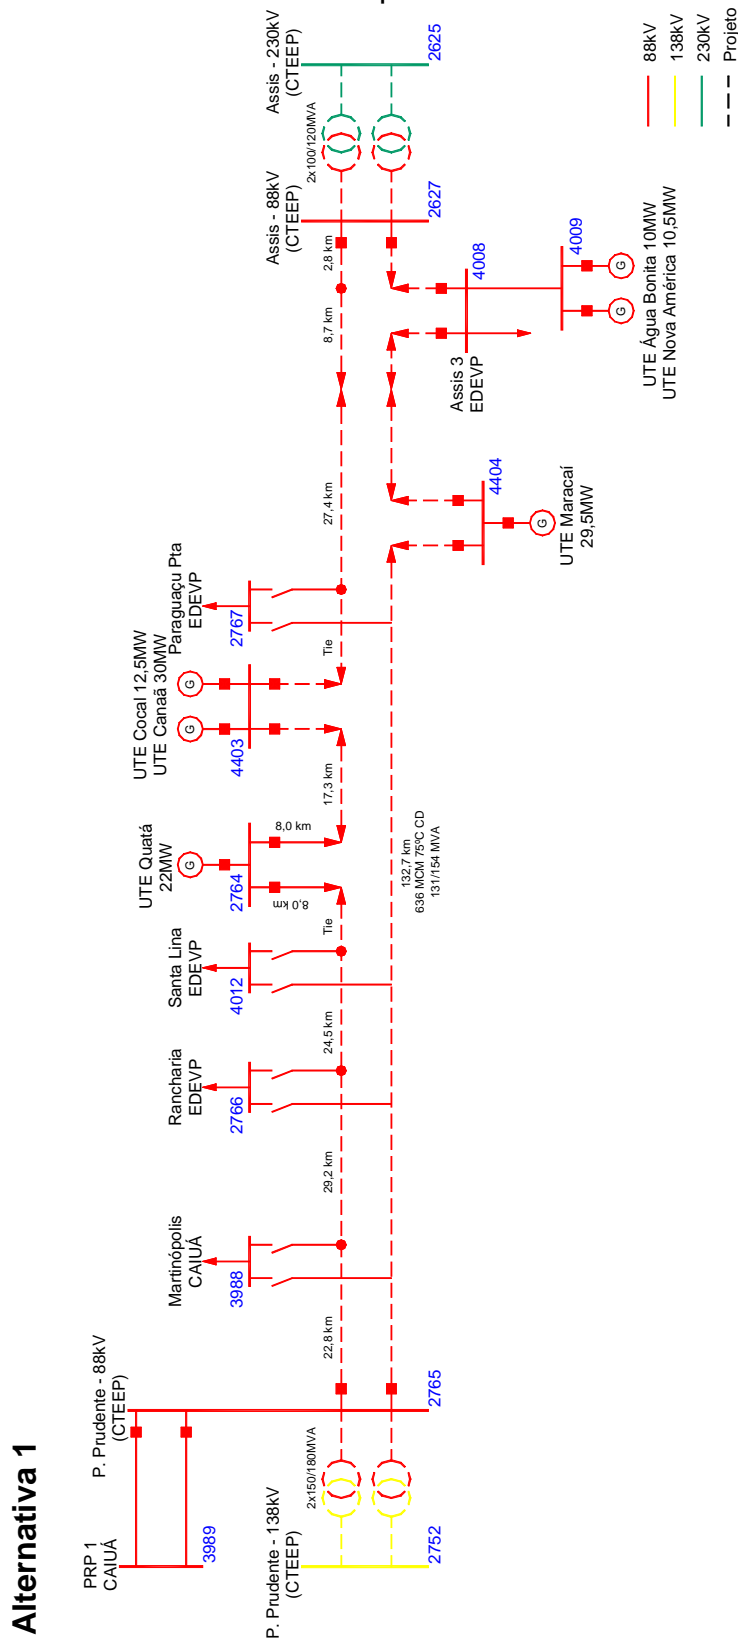 Alternativa 1
PRP 1
CAIUÁ
3989
P. Prudente - 88kV
(CTEEP)
2765
P. Prudente - 138kV
(CTEEP)
2752
2x150/180MVA
22,8 km
Martinópolis
CAIUÁ
3988
29,2 km
Rancharia
EDEVP
2766
24,5 km
Santa Lina
EDEVP
4012
Tie
UTE Quatá
22MW
2764
G
8,0 km
8,0 km
17,3 km
132,7 km
636 MCM 75ºC CD
131/154 MVA
UTE Cocal 12,5MW
UTE Canaã 30MW
4403
G
G
Tie
Paraguaçu Pta
EDEVP
2767
27,4 km
UTE Maracaí
29,5MW
4404
G
8,7 km
2,8 km
Assis 3
EDEVP
4008
Assis - 88kV
(CTEEP)
2627
2x100/120MVA
Assis - 230kV
(CTEEP)
2625
UTE Água Bonita 10MW
UTE Nova América 10,5MW
4009
G
G
88kV
138kV
230kV
Projeto